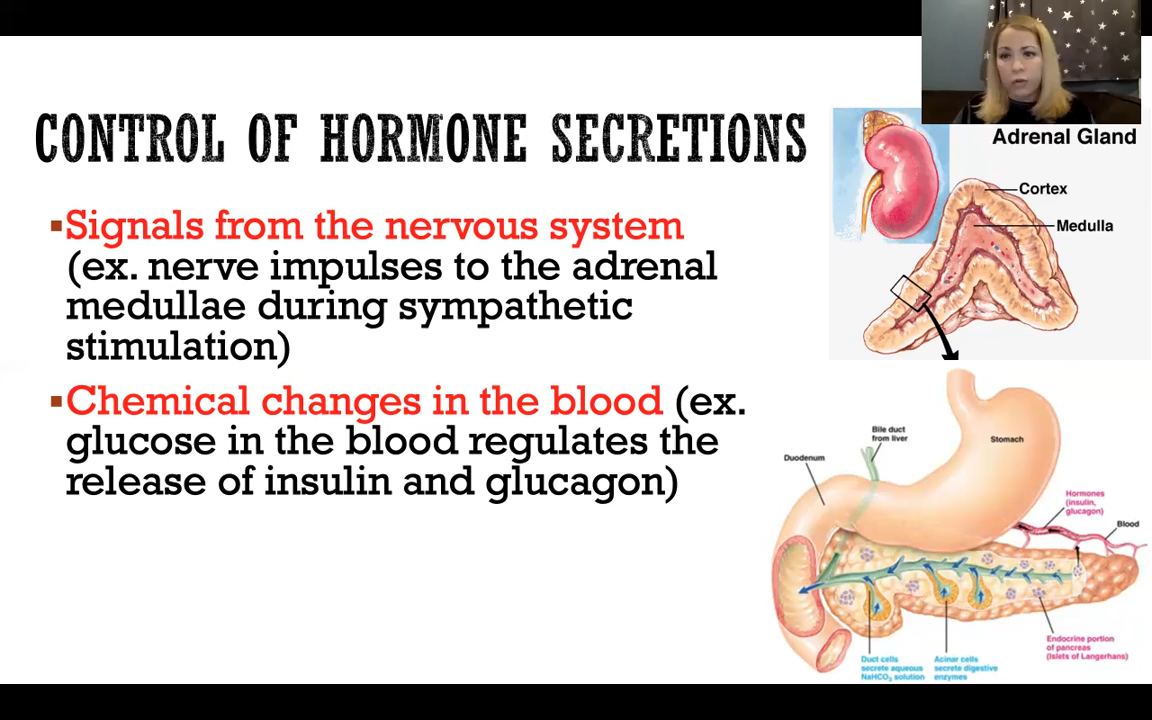 CONTROL OF HORMONE SECRETIONS
▪Signals from the nervous system
(ex. nerve impulses to the adrenal
medullae during sympathetic
stimulation)
▪Chemical changes in the blood (ex.
glucose in the blood regulates the
release of insulin and glucagon)
Adrenal Gland
Cortex
Medulla
Bile duct
from liver
Stomach
Duodenum
Hormones
(insulin,
glucagon)
Blood
Duct cells
secrete aqueous
NaHCO₃ solution
Acinar cells
secrete digestive
enzymes
Endocrine portion
of pancreas
(Islets of Langerhans)